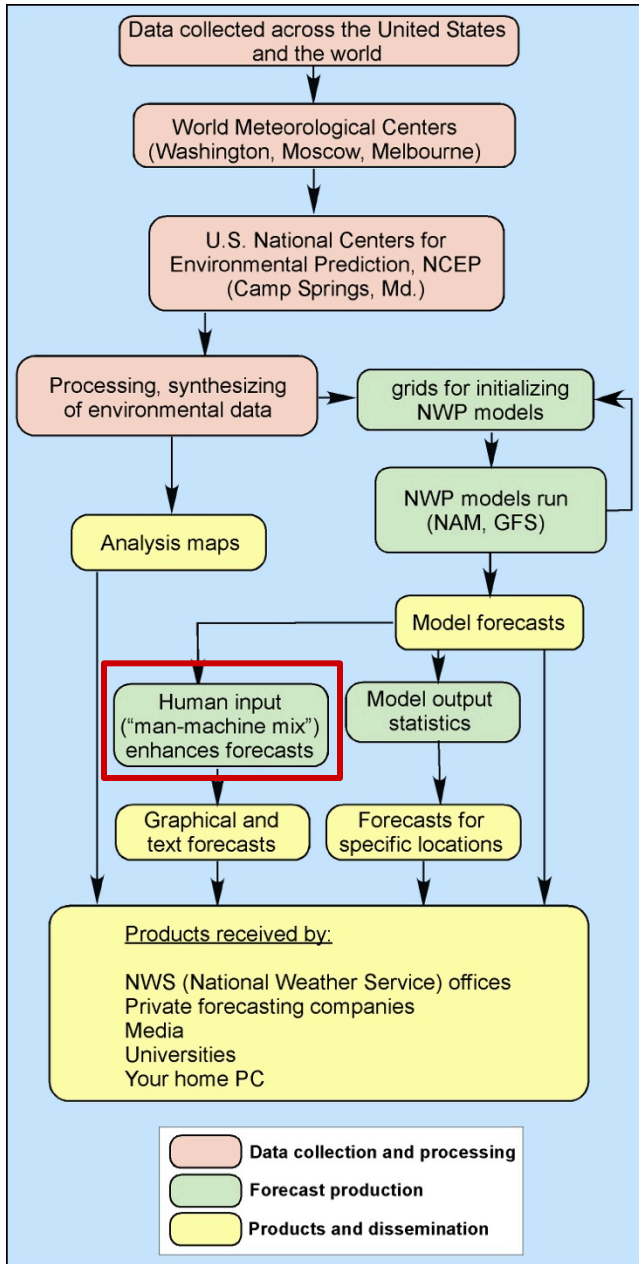 Data collected across the United States
and the world
World Meteorological Centers
(Washington, Moscow, Melbourne)
U.S. National Centers for
Environmental Prediction, NCEP
(Camp Springs, Md.)
Processing, synthesizing
of environmental data
grids for initializing
NWP models
NWP models run
(NAM, GFS)
Analysis maps
Model forecasts
Human input
(“man-machine mix”)
enhances forecasts
Model output
statistics
Graphical and
text forecasts
Forecasts for
specific locations
Products received by:
NWS (National Weather Service) offices
Private forecasting companies
Media
Universities
Your home PC
Data collection and processing
Forecast production
Products and dissemination